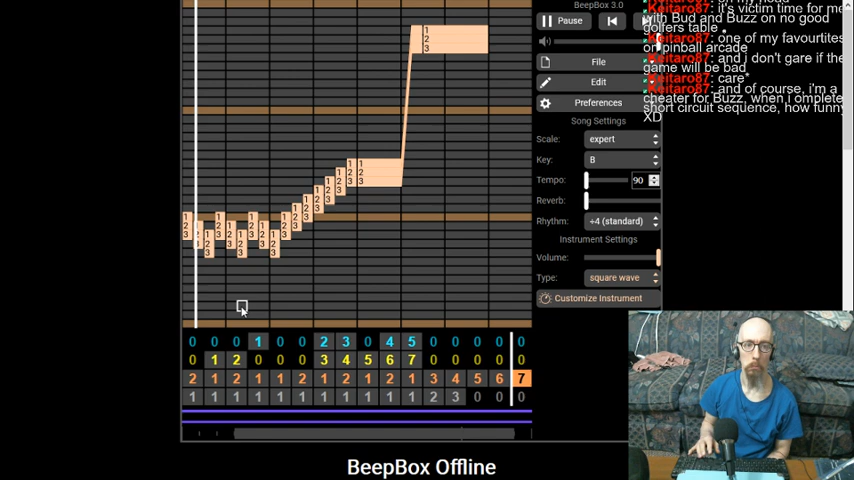 BeepBox 3.0
Pause
File
Edit
Preferences
Song Settings
Scale: expert
Key: B
Tempo: 90
Reverb:
Rhythm: ÷4 (standard)
Instrument Settings
Volume:
Type: square wave
Customize Instrument
Keitaro87: it's victim time for me
with Bud and Buzz on no good
golfers table *
Keitaro87: one of my favourtites
on pinball arcade
Keitaro87: and i don't gare if the
game will be bad
Keitaro87: care*
Keitaro87: and of course, i'm a
cheater for Buzz, when i omplete
short circuit sequence, how funny
XD
0 0 0 1 0 0 2 3 0 4 5 0 0 0 0 0
0 1 2 0 0 0 3 4 5 6 7 0 0 0 0 0
2 1 2 1 1 2 1 2 1 2 1 3 4 5 6 7
1 1 1 1 1 1 1 1 1 1 1 2 3 0 0 0
BeepBox Offline